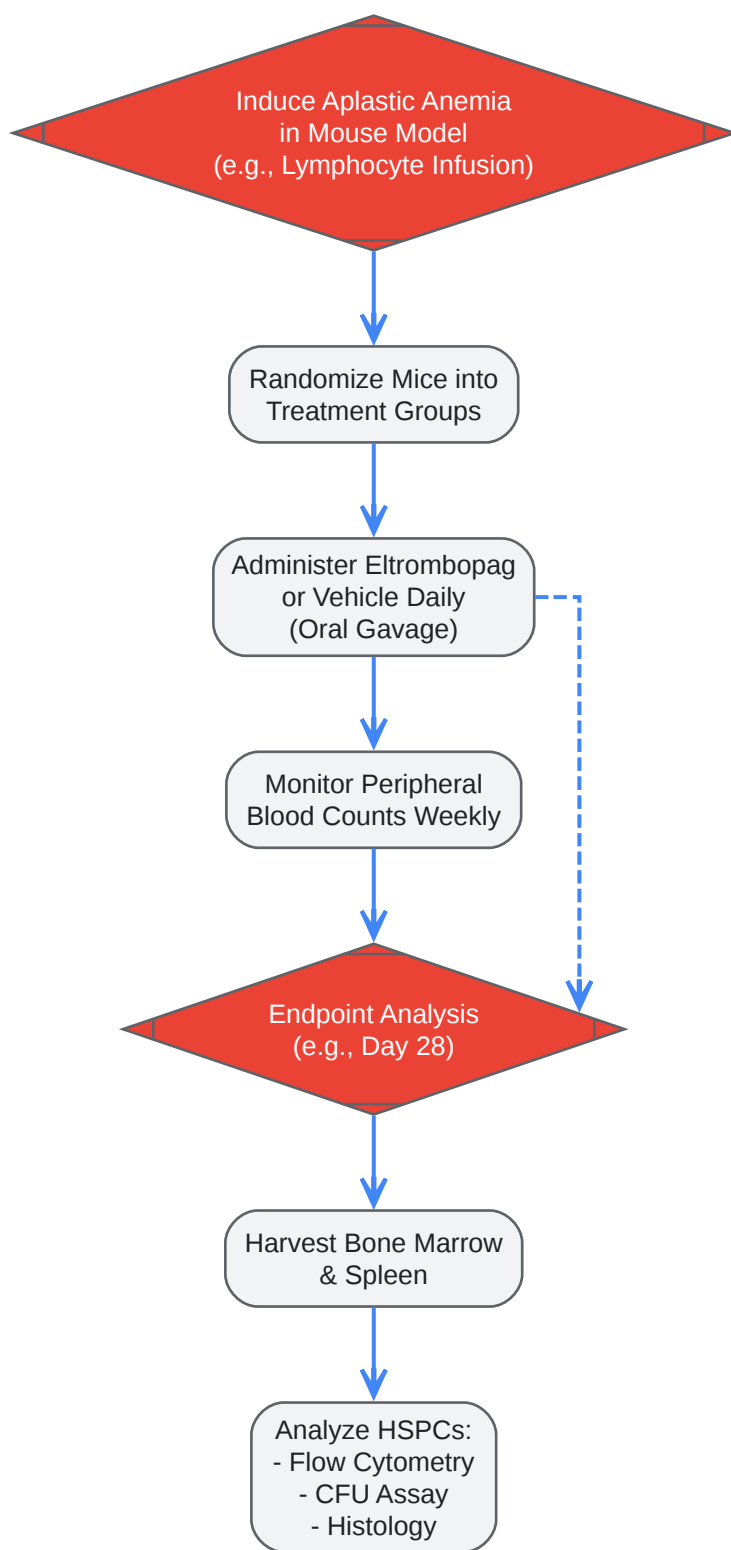 Induce Aplastic Anemia
in Mouse Model
(e.g., Lymphocyte Infusion)
Randomize Mice into
Treatment Groups
Administer Eltrombopag
or Vehicle Daily
(Oral Gavage)
Monitor Peripheral
Blood Counts Weekly
Endpoint Analysis
(e.g., Day 28)
Harvest Bone Marrow
& Spleen
Analyze HSPCs:
- Flow Cytometry
- CFU Assay
- Histology